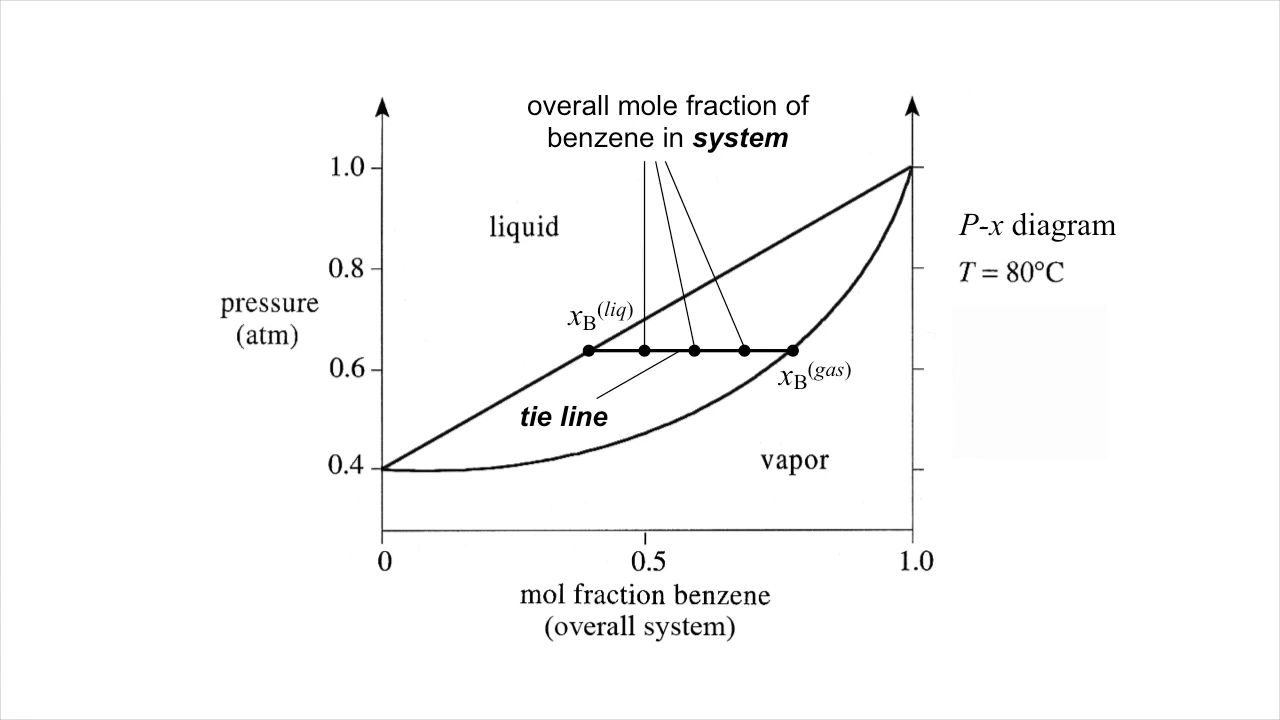 overall mole fraction of
benzene in system
1.0
liquid
P-x diagram
0.8
T = 80°C
pressure
(atm)
xB(liq)
0.6
xB(gas)
tie line
0.4
vapor
0
0.5
1.0
mol fraction benzene
(overall system)